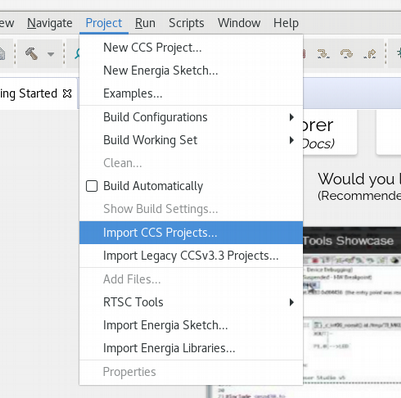 ew Navigate Project Run Scripts Window Help
ing Started
New CCS Project...
New Energia Sketch...
Examples...
Build Configurations
Build Working Set
Clean...
Build Automatically
Show Build Settings...
Import CCS Projects...
Import Legacy CCSv3.3 Projects...
Add Files...
RTSC Tools
Import Energia Sketch...
Import Energia Libraries...
Properties
orer
Docs)
Would you l
(Recommende
Tools Showcase